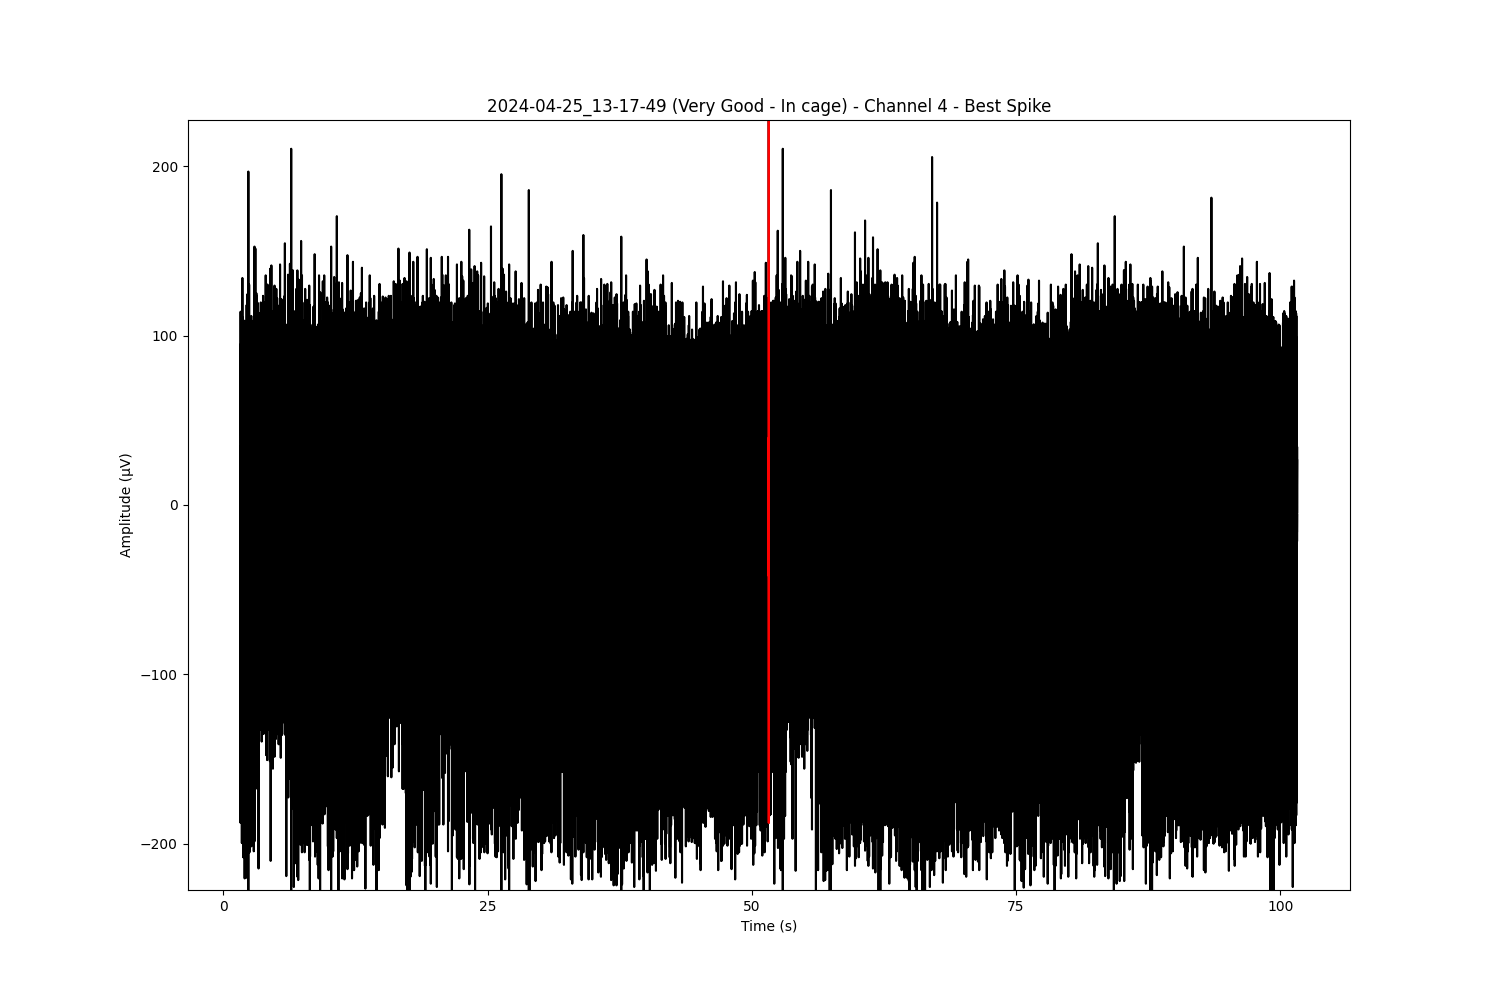 2024-04-25_13-17-49 (Very Good - In cage) - Channel 4 - Best Spike
200
100
0
−100
−200
Amplitude (µV)
0 25 50 75 100
Time (s)